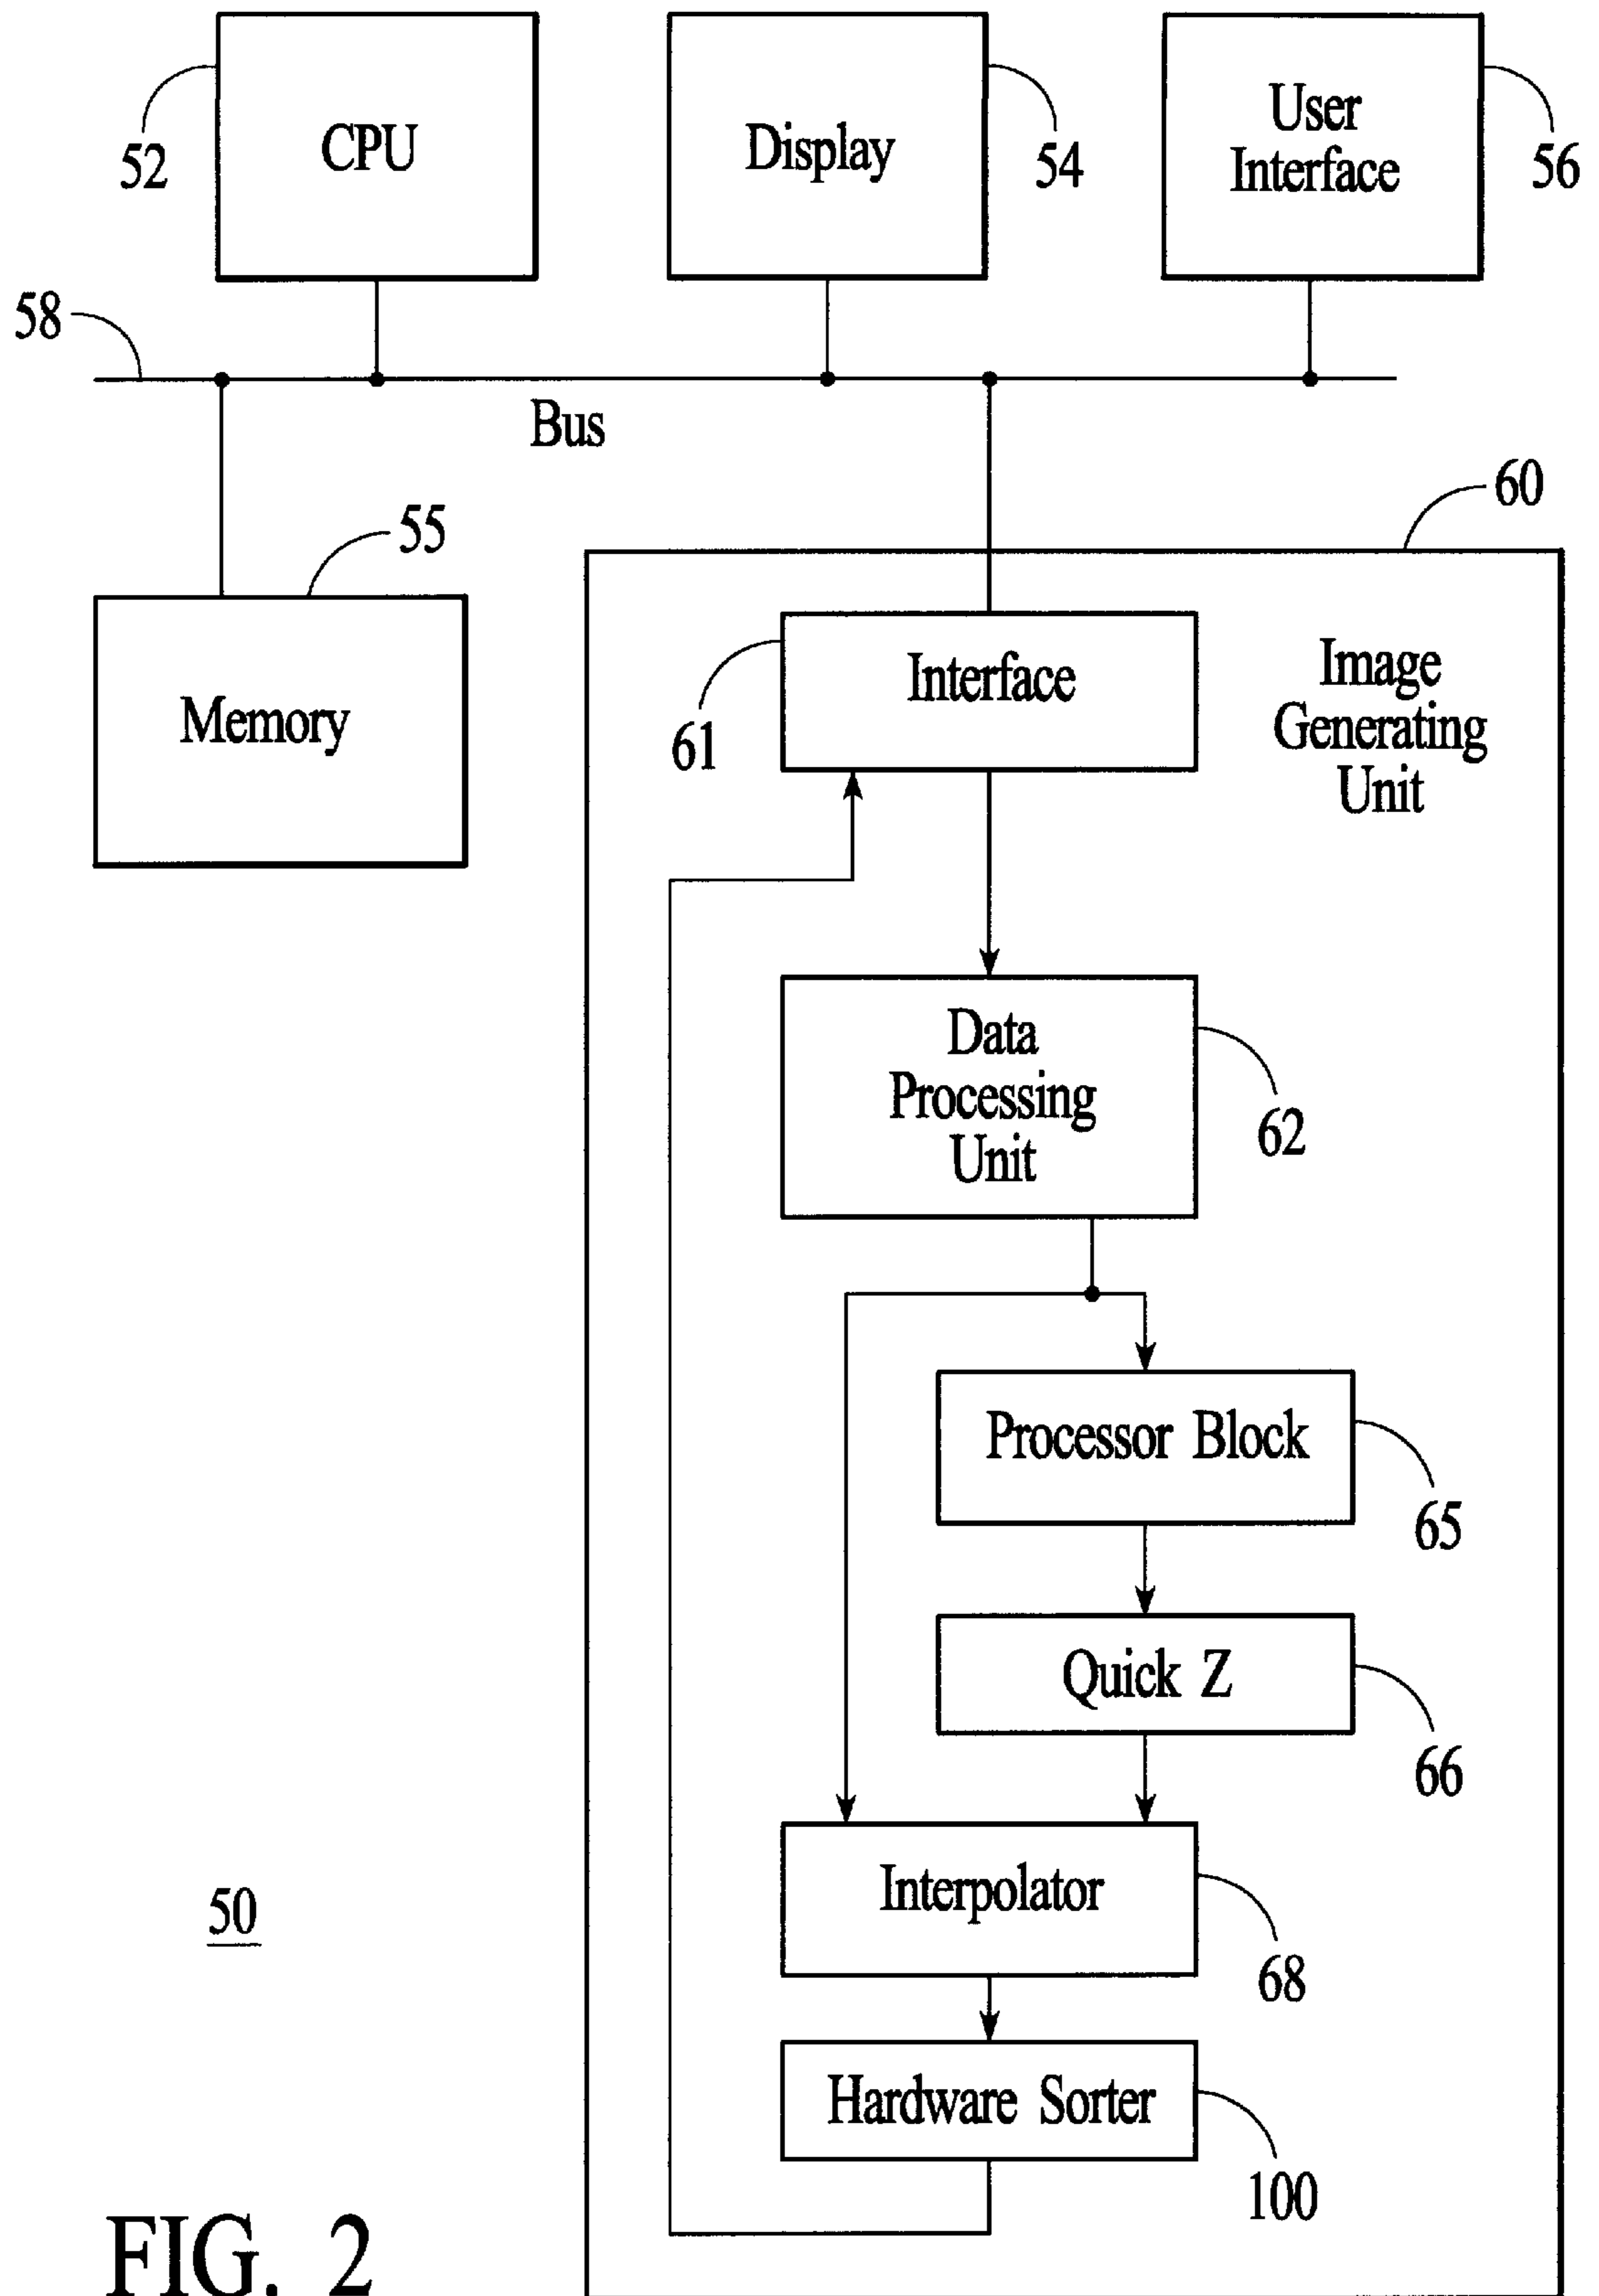 CPU
52
Display
54
User
Interface
56
58
Bus
60
55
Memory
Interface
61
Image
Generating
Unit
Data
Processing
Unit
62
Processor Block
65
Quick Z
66
Interpolator
68
50
Hardware Sorter
100
FIG. 2